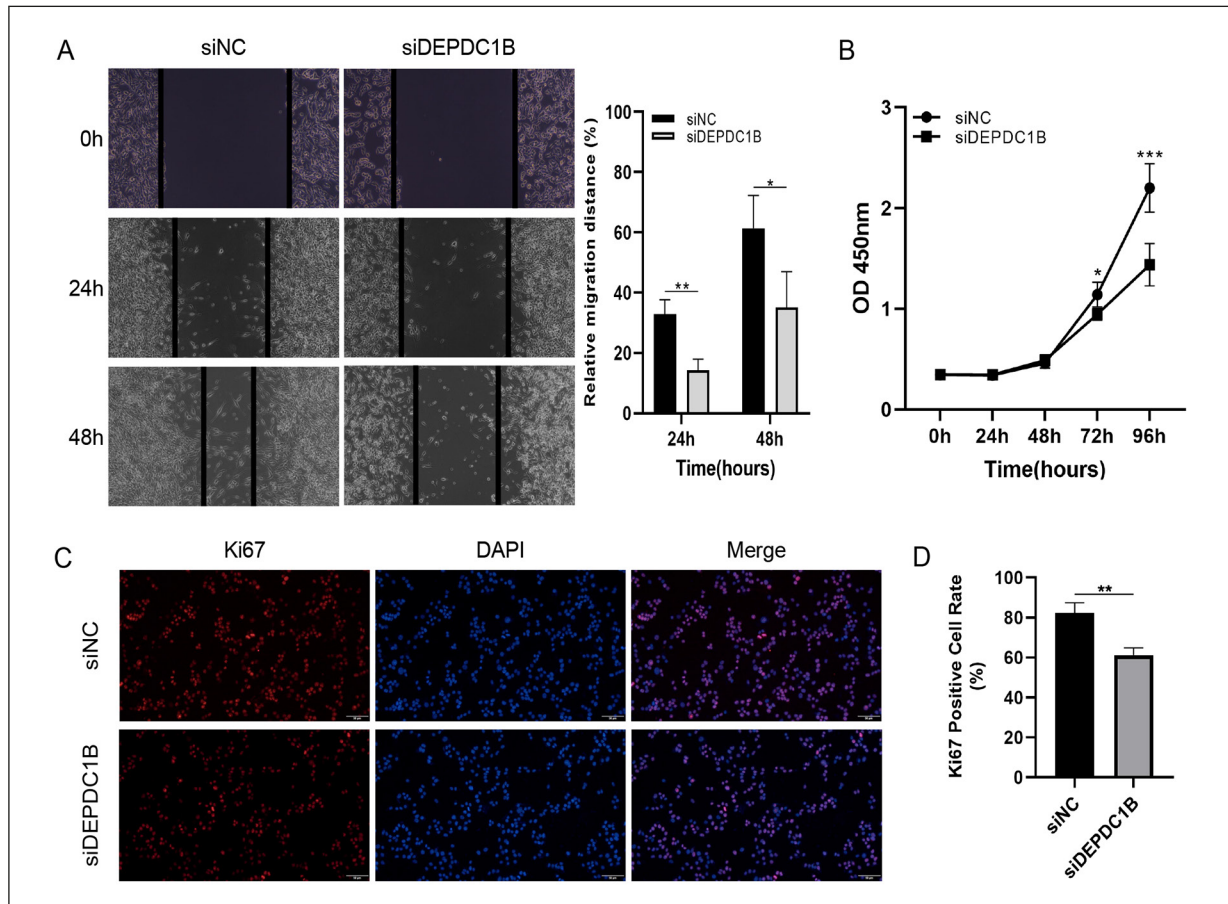 A
siNC
siDEPDC1B
0h
24h
48h
Relative migration distance (%)
100
80
60
40
20
0
siNC
siDEPDC1B
**
*
24h
48h
Time(hours)
B
OD 450nm
3
2
1
0
siNC
siDEPDC1B
*
***
0h
24h
48h
72h
96h
Time(hours)
C
Ki67
DAPI
Merge
siNC
siDEPDC1B
D
Ki67 Positive Cell Rate
(%)
100
80
60
40
20
0
**
siNC
siDEPDC1B